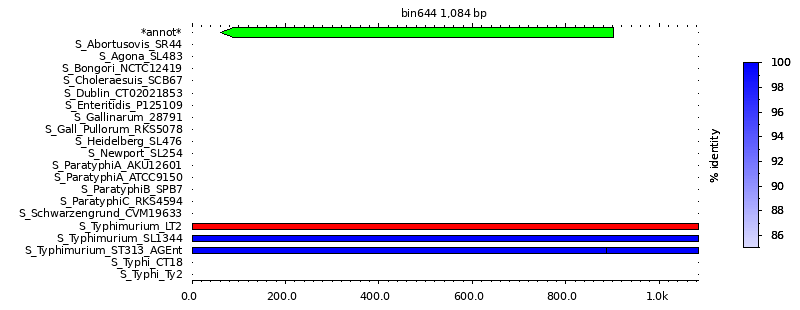 bin644 1,084 bp
*annot*
S_Abortusovis_SR44
S_Agona_SL483
S_Bongori_NCTC12419
S_Choleraesuis_SCB67
S_Dublin_CT02021853
S_Enteritidis_P125109
S_Gallinarum_28791
S_Gall_Pullorum_RKS5078
S_Heidelberg_SL476
S_Newport_SL254
S_ParatyphiA_AKU12601
S_ParatyphiA_ATCC9150
S_ParatyphiB_SPB7
S_ParatyphiC_RKS4594
S_Schwarzengrund_CVM19633
S_Typhimurium_LT2
S_Typhimurium_SL1344
S_Typhimurium_ST313_AGEnt
S_Typhi_CT18
S_Typhi_Ty2
0.0 200.0 400.0 600.0 800.0 1.0k
% identity
100
98
96
94
92
90
88
86